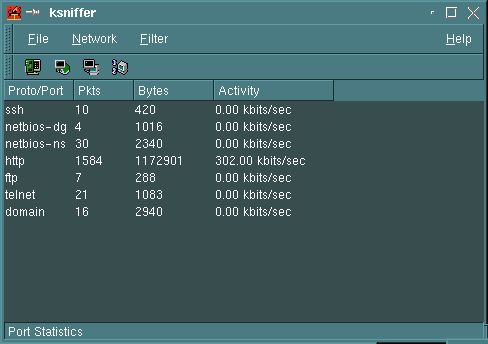 ksniffer
File Network Filter Help
Proto/Port Pkts Bytes Activity
ssh 10 420 0.00 kbits/sec
netbios-dg 4 1016 0.00 kbits/sec
netbios-ns 30 2340 0.00 kbits/sec
http 1584 1172901 302.00 kbits/sec
ftp 7 288 0.00 kbits/sec
telnet 21 1083 0.00 kbits/sec
domain 16 2940 0.00 kbits/sec
Port Statistics